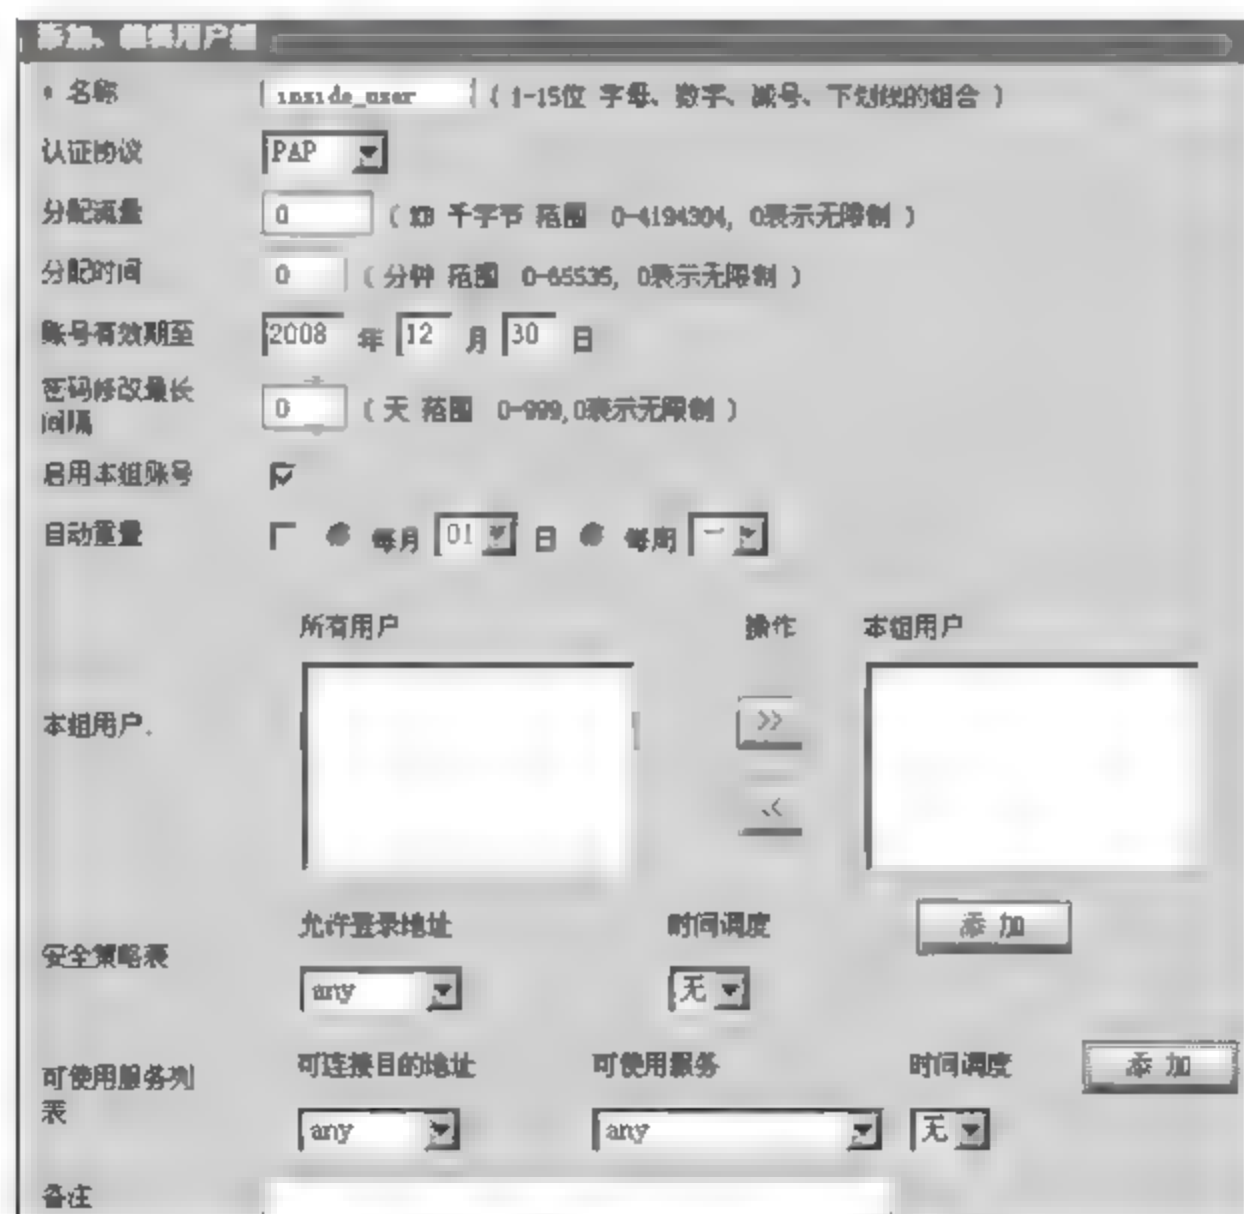 添加、编辑用户组
* 名称 inside_user ( 1-15位 字母、数字、减号、下划线的组合 )
认证协议 PAP
分配流量 0 ( KB 千字节 范围 0-4194304, 0表示无限制 )
分配时间 0 ( 分钟 范围 0-65535, 0表示无限制 )
账号有效期至 2008 年 12 月 30 日
密码修改最长
间隔 0 ( 天 范围 0-999,0表示无限制 )
启用本组账号
自动重置 每月 01 日 每周 一
所有用户 操作 本组用户
本组用户
>>
<<
允许登录地址 时间调度 添 加
安全策略表
any 无
可连接目的地址 可使用服务 时间调度 添 加
可使用服务列
表
any any 无
备注